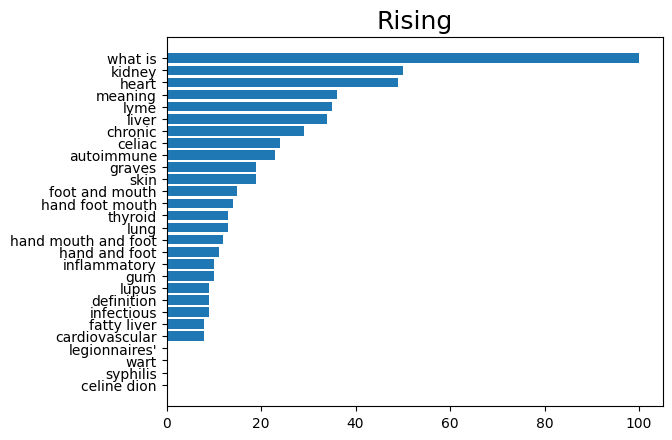 Rising
what is
kidney
heart
meaning
lyme
liver
chronic
celiac
autoimmune
graves
skin
foot and mouth
hand foot mouth
thyroid
lung
hand mouth and foot
hand and foot
inflammatory
gum
lupus
definition
infectious
fatty liver
cardiovascular
legionnaires'
wart
syphilis
celine dion
0 20 40 60 80 100